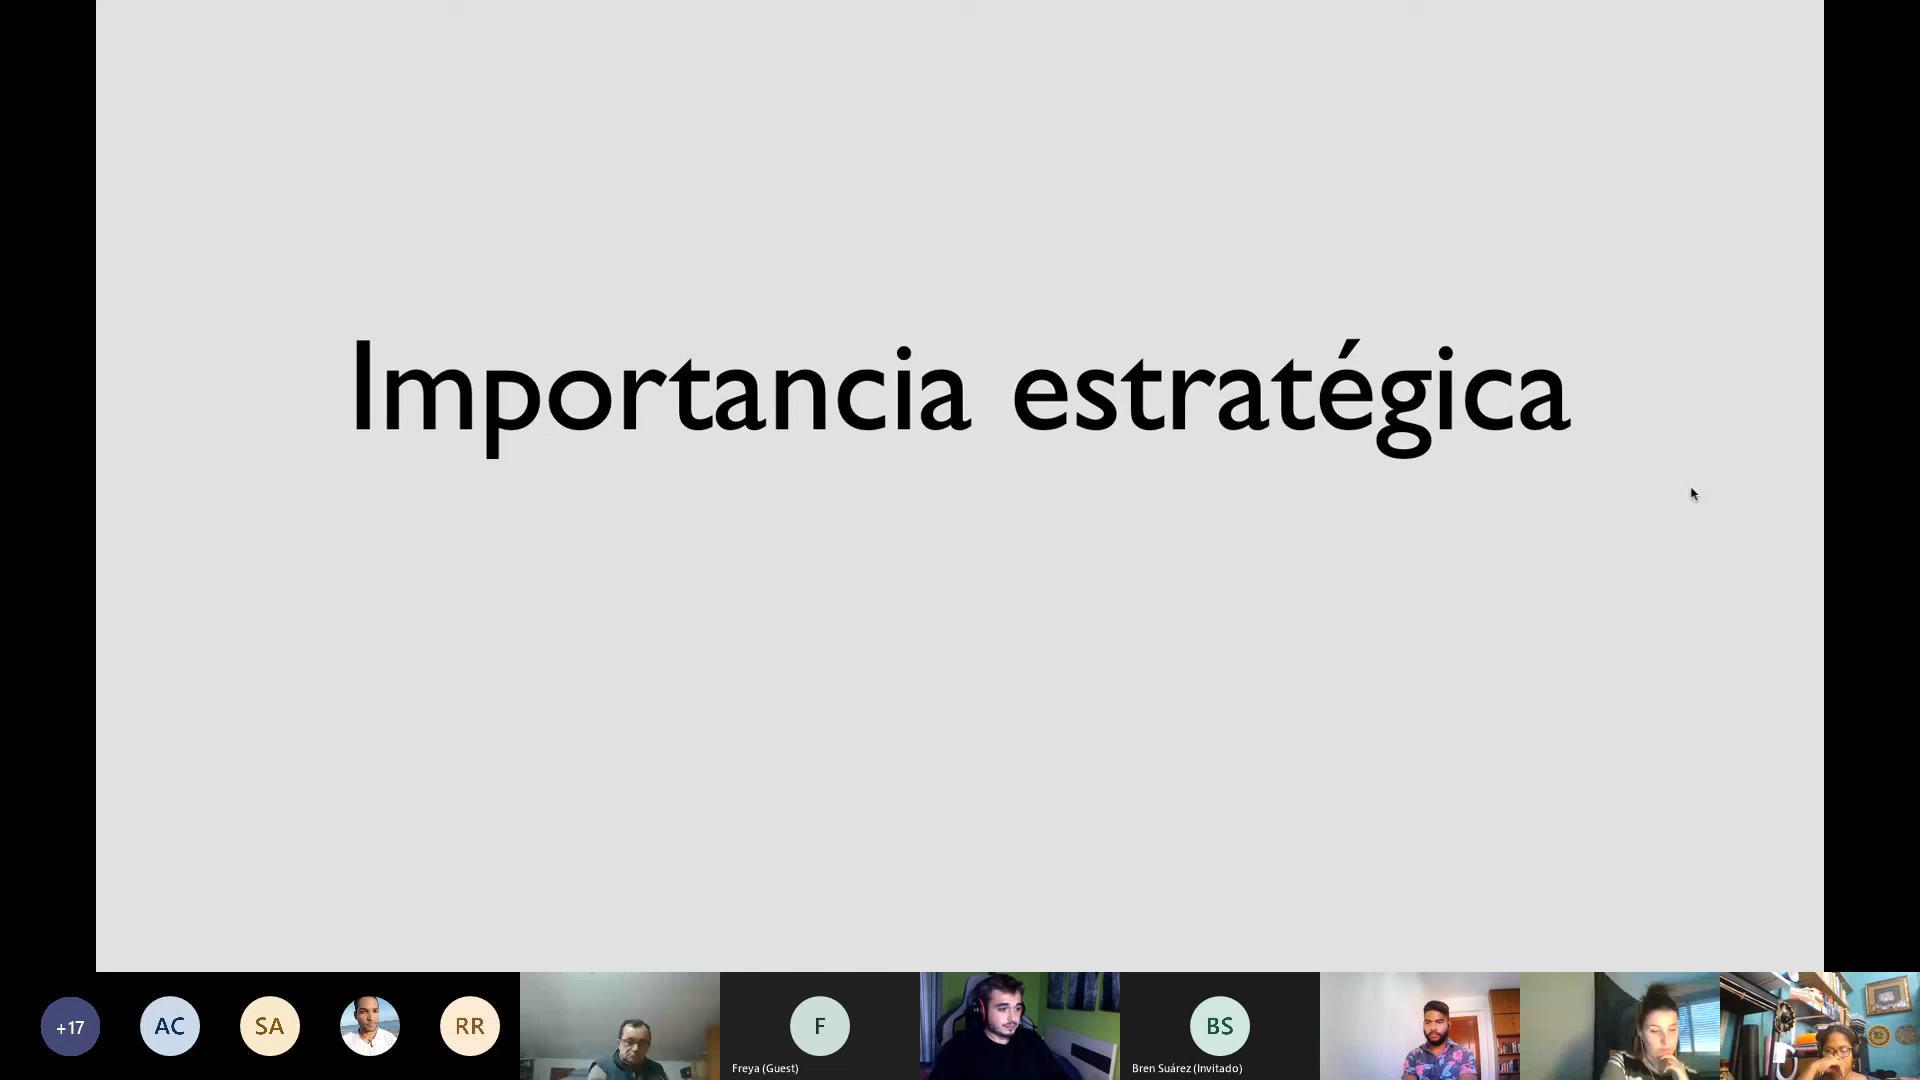 Importancia estratégica
+17
AC
SA
RR
F
Freya (Guest)
BS
Bren Suárez (Invitado)